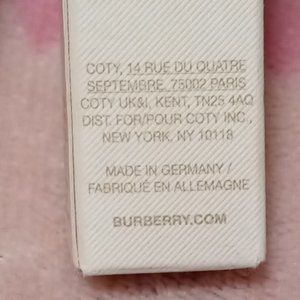 COTY, 14 RUE DU QUATRE
SEPTEMBRE, 75002 PARIS
COTY UK&I, KENT, TN25 4AQ
DIST. FOR/POUR COTY INC.,
NEW YORK, NY 10118
MADE IN GERMANY /
FABRIQUÉ EN ALLEMAGNE
BURBERRY.COM